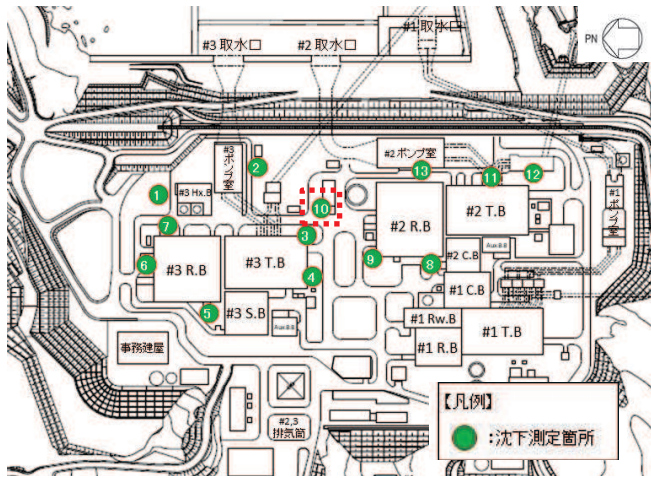 #3 取水口
#2 取水口
#1 取水口
PN
#3 ポンプ室
#2 ポンプ室
#1 ポンプ室
#3 Hx.B
1
2
3
4
5
6
7
8
9
10
11
12
13
#2 R.B
#2 T.B
#3 R.B
#3 T.B
#2 C.B
Aux.B.B
#1 C.B
#3 S.B
Aux.B.B
#1 Rw.B
#1 T.B
#1 R.B
事務建屋
#2,3
排気筒
【凡例】
:沈下測定箇所